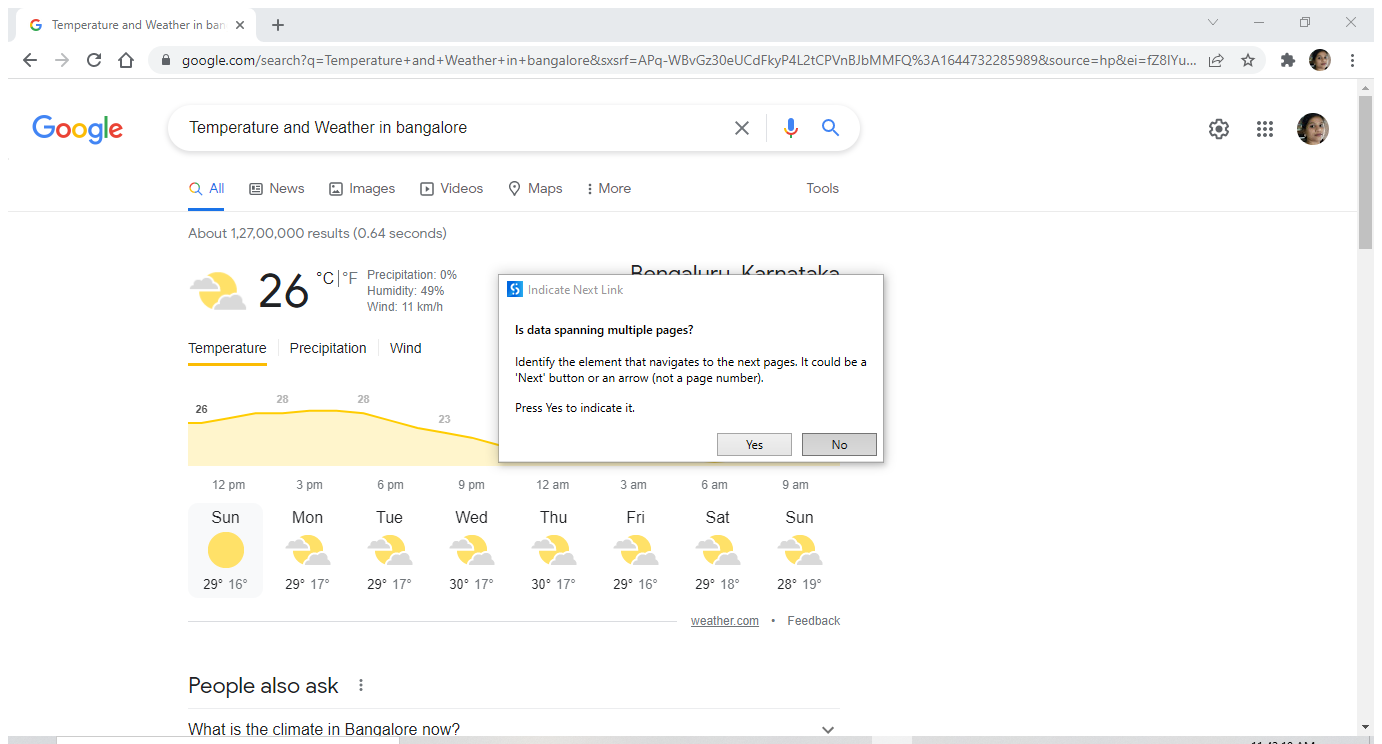 Temperature and Weather in ban
google.com/search?q=Temperature+and+Weather+in+bangalore&sxsrf=APq-WBvGz30eUCdFkyP4L2tCPVnBJbMMFQ%3A1644732285989&source=hp&ei=fZ8IYu...
Google
Temperature and Weather in bangalore
All News Images Videos Maps More Tools
About 1,27,00,000 results (0.64 seconds)
26 °C | °F
Precipitation: 0%
Humidity: 49%
Wind: 11 km/h
Bengaluru, Karnataka
Temperature Precipitation Wind
26 28 28 23
12 pm 3 pm 6 pm 9 pm 12 am 3 am 6 am 9 am
Sun Mon Tue Wed Thu Fri Sat Sun
29° 16° 29° 17° 29° 17° 30° 17° 30° 17° 29° 16° 29° 18° 28° 19°
weather.com • Feedback
People also ask
What is the climate in Bangalore now?
Indicate Next Link
Is data spanning multiple pages?
Identify the element that navigates to the next pages. It could be a
'Next' button or an arrow (not a page number).
Press Yes to indicate it.
Yes No